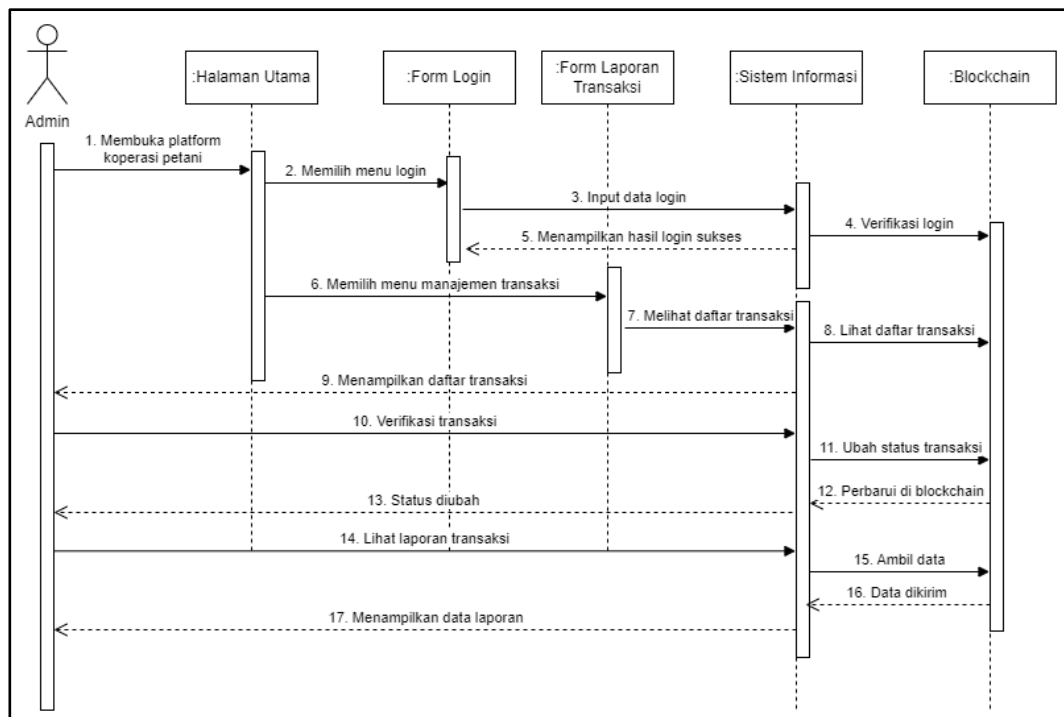 :Halaman Utama
:Form Login
:Form Laporan
Transaksi
:Sistem Informasi
:Blockchain
Admin
1. Membuka platform
koperasi petani
2. Memilih menu login
3. Input data login
4. Verifikasi login
5. Menampilkan hasil login sukses
6. Memilih menu manajemen transaksi
7. Melihat daftar transaksi
8. Lihat daftar transaksi
9. Menampilkan daftar transaksi
10. Verifikasi transaksi
11. Ubah status transaksi
12. Perbarui di blockchain
13. Status diubah
14. Lihat laporan transaksi
15. Ambil data
16. Data dikirim
17. Menampilkan data laporan